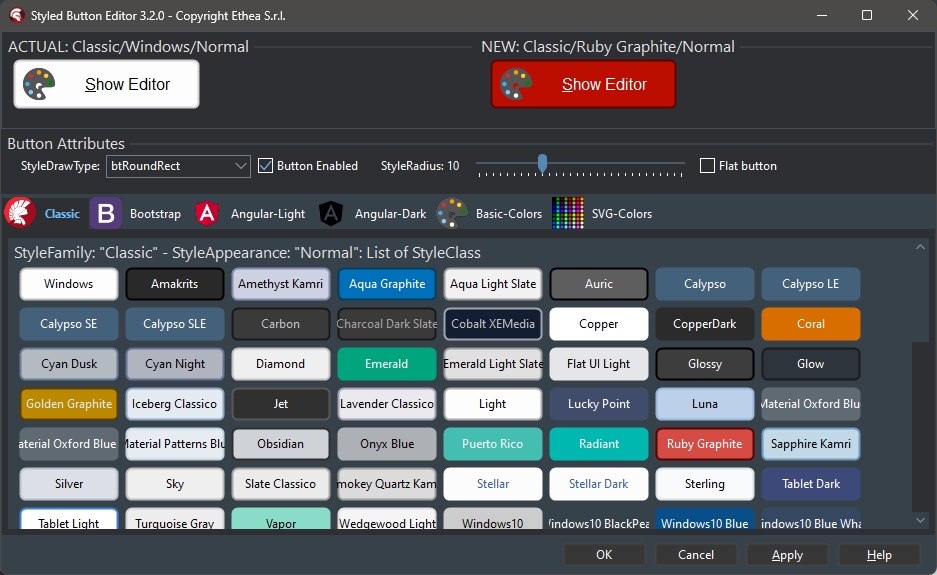 Styled Button Editor 3.2.0 - Copyright Ethea S.r.l.
ACTUAL: Classic/Windows/Normal
NEW: Classic/Ruby Graphite/Normal
Show Editor
Show Editor
Button Attributes
StyleDrawType: btRoundRect Button Enabled StyleRadius: 10 Flat button
Classic Bootstrap Angular-Light Angular-Dark Basic-Colors SVG-Colors
StyleFamily: "Classic" - StyleAppearance: "Normal": List of StyleClass
Windows Amakrits Amethyst Kamri Aqua Graphite Aqua Light Slate Auric Calypso Calypso LE
Calypso SE Calypso SLE Carbon Charcoal Dark Slate Cobalt XEMedia Copper CopperDark Coral
Cyan Dusk Cyan Night Diamond Emerald Emerald Light Slate Flat UI Light Glossy Glow
Golden Graphite Iceberg Classico Jet Lavender Classico Light Lucky Point Luna Material Oxford Blu
aterial Oxford Blue Material Patterns Blu Obsidian Onyx Blue Puerto Rico Radiant Ruby Graphite Sapphire Kamri
Silver Sky Slate Classico mokey Quartz Kam Stellar Stellar Dark Sterling Tablet Dark
Tablet Light Turquoise Gray Vapor Wedgewood Light Windows10 indows10 BlackPea Windows10 Blue indows10 Blue Wha
OK Cancel Apply Help